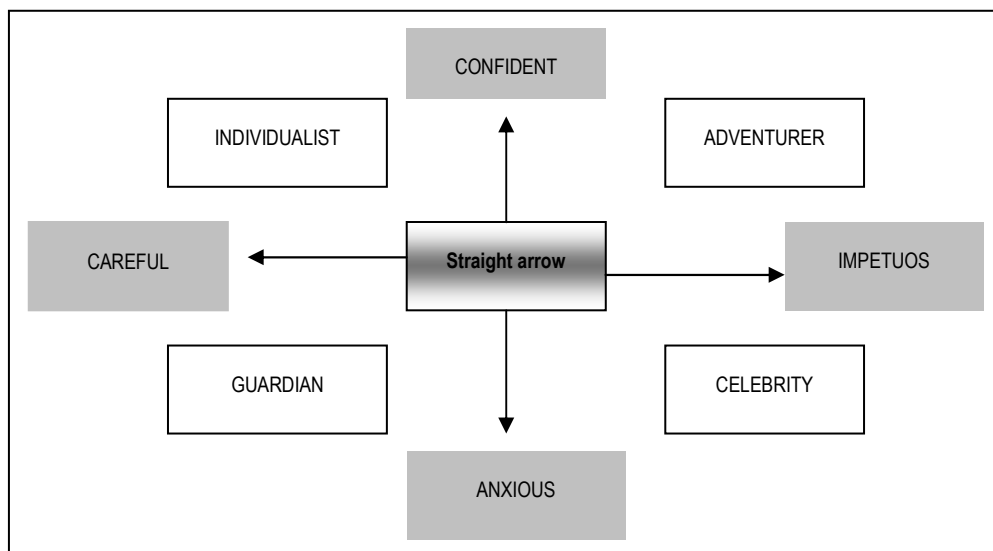 CONFIDENT
INDIVIDUALIST
ADVENTURER
CAREFUL
Straight arrow
IMPETUOS
GUARDIAN
CELEBRITY
ANXIOUS